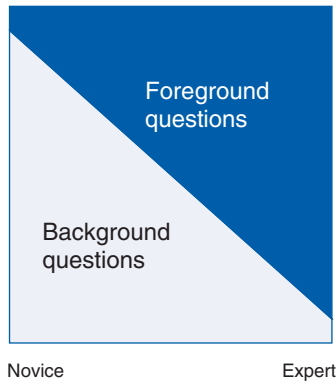 Foreground
questions
Background
questions
Novice
Expert